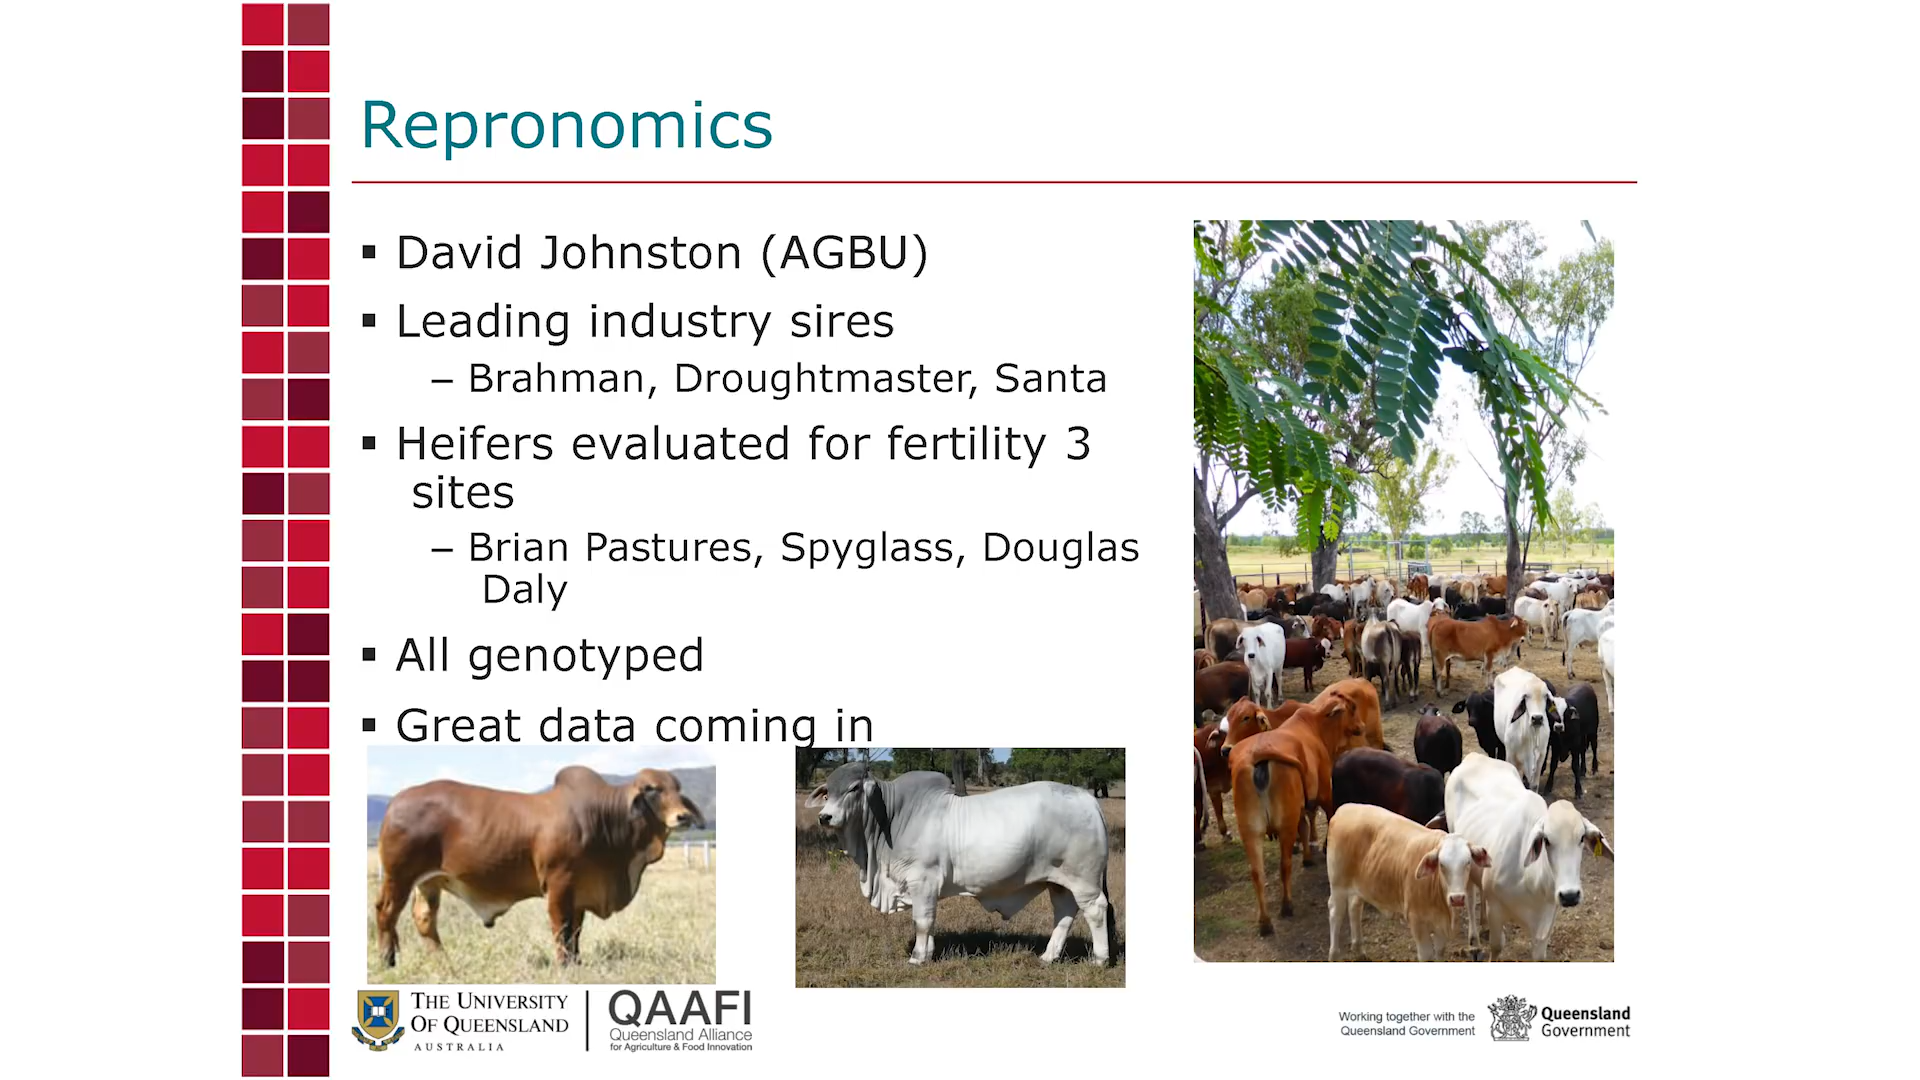 Repronomics
▪ David Johnston (AGBU)
▪ Leading industry sires
– Brahman, Droughtmaster, Santa
▪ Heifers evaluated for fertility 3
sites
– Brian Pastures, Spyglass, Douglas
Daly
▪ All genotyped
▪ Great data coming in
THE UNIVERSITY
OF QUEENSLAND
AUSTRALIA
QAAFI
Queensland Alliance
for Agriculture & Food Innovation
Working together with the
Queensland Government
Queensland
Government